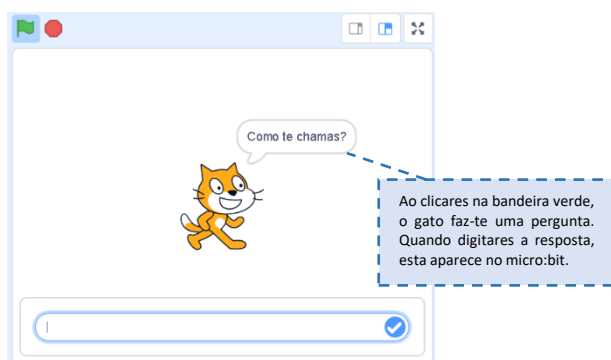 Como te chamas?
Ao clicares na bandeira verde,
o gato faz-te uma pergunta.
Quando digitares a resposta,
esta aparece no micro:bit.